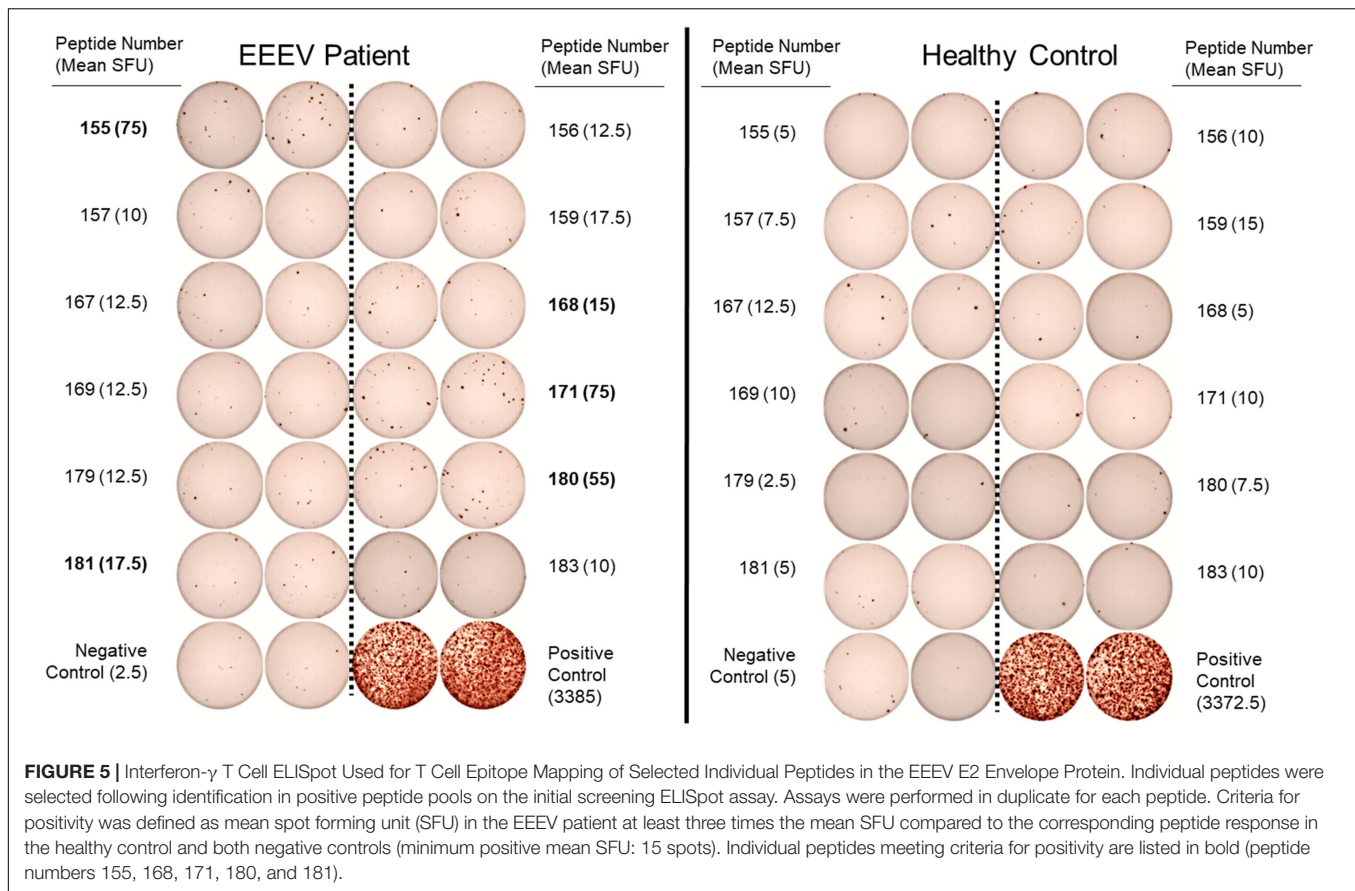 Peptide Number
(Mean SFU)
EEEV Patient
Peptide Number
(Mean SFU)
155 (75)
156 (12.5)
157 (10)
159 (17.5)
167 (12.5)
168 (15)
169 (12.5)
171 (75)
179 (12.5)
180 (55)
181 (17.5)
183 (10)
Negative
Control (2.5)
Positive
Control
(3385)
Peptide Number
(Mean SFU)
Healthy Control
Peptide Number
(Mean SFU)
155 (5)
156 (10)
157 (7.5)
159 (15)
167 (12.5)
168 (5)
169 (10)
171 (10)
179 (2.5)
180 (7.5)
181 (5)
183 (10)
Negative
Control (5)
Positive
Control
(3372.5)
FIGURE 5 | Interferon-γ T Cell ELISpot Used for T Cell Epitope Mapping of Selected Individual Peptides in the EEEV E2 Envelope Protein. Individual peptides were
selected following identification in positive peptide pools on the initial screening ELISpot assay. Assays were performed in duplicate for each peptide. Criteria for
positivity was defined as mean spot forming unit (SFU) in the EEEV patient at least three times the mean SFU compared to the corresponding peptide response in
the healthy control and both negative controls (minimum positive mean SFU: 15 spots). Individual peptides meeting criteria for positivity are listed in bold (peptide
numbers 155, 168, 171, 180, and 181).